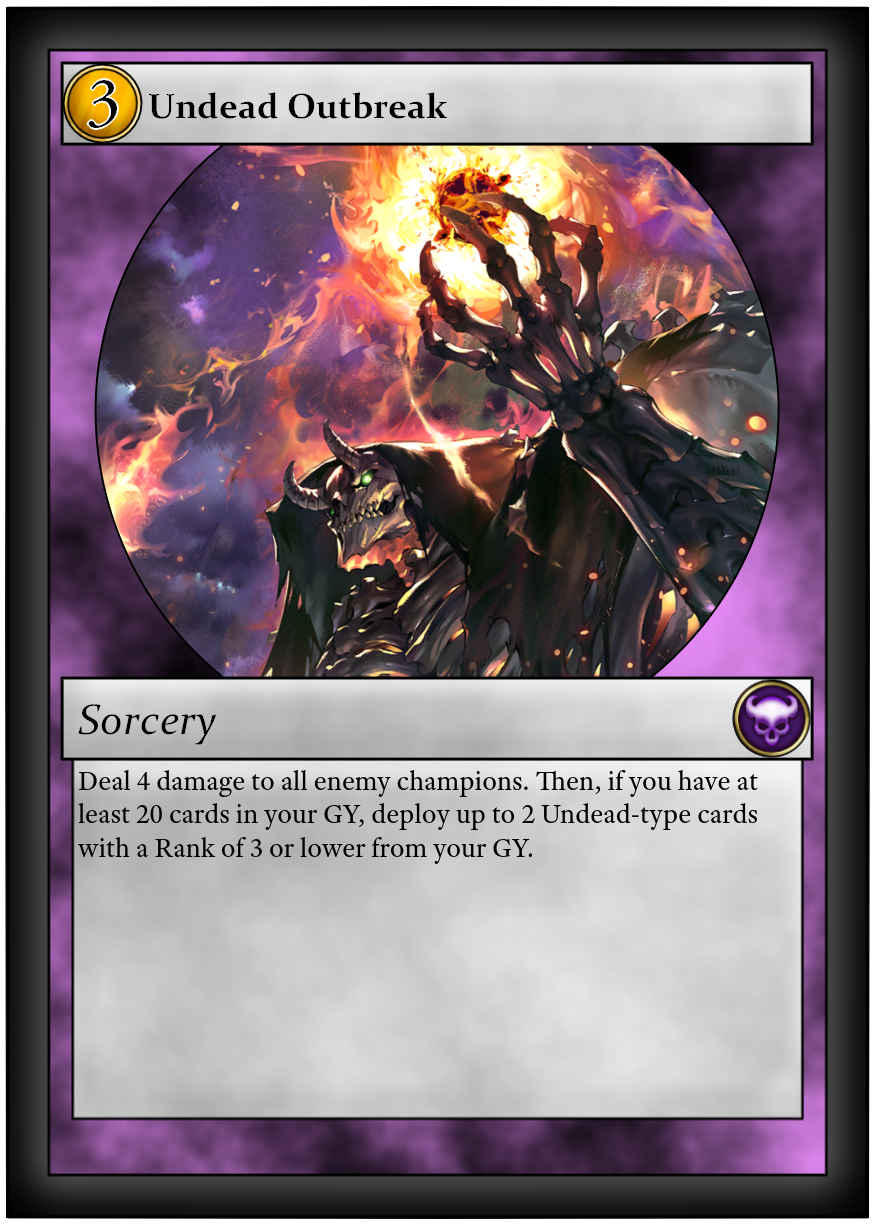 3 Undead Outbreak
Sorcery
Deal 4 damage to all enemy champions. Then, if you have at
least 20 cards in your GY, deploy up to 2 Undead-type cards
with a Rank of 3 or lower from your GY.